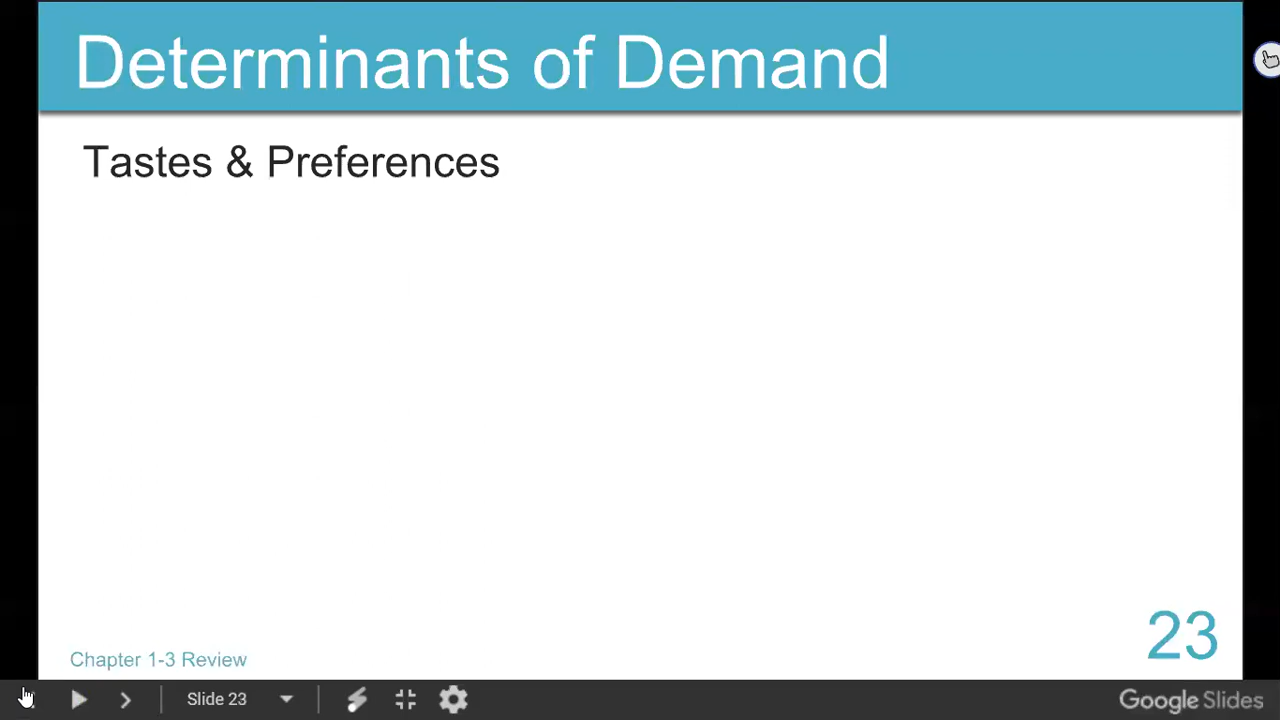 Determinants of Demand
Tastes & Preferences
23
Chapter 1-3 Review
Slide 23
Google Slides